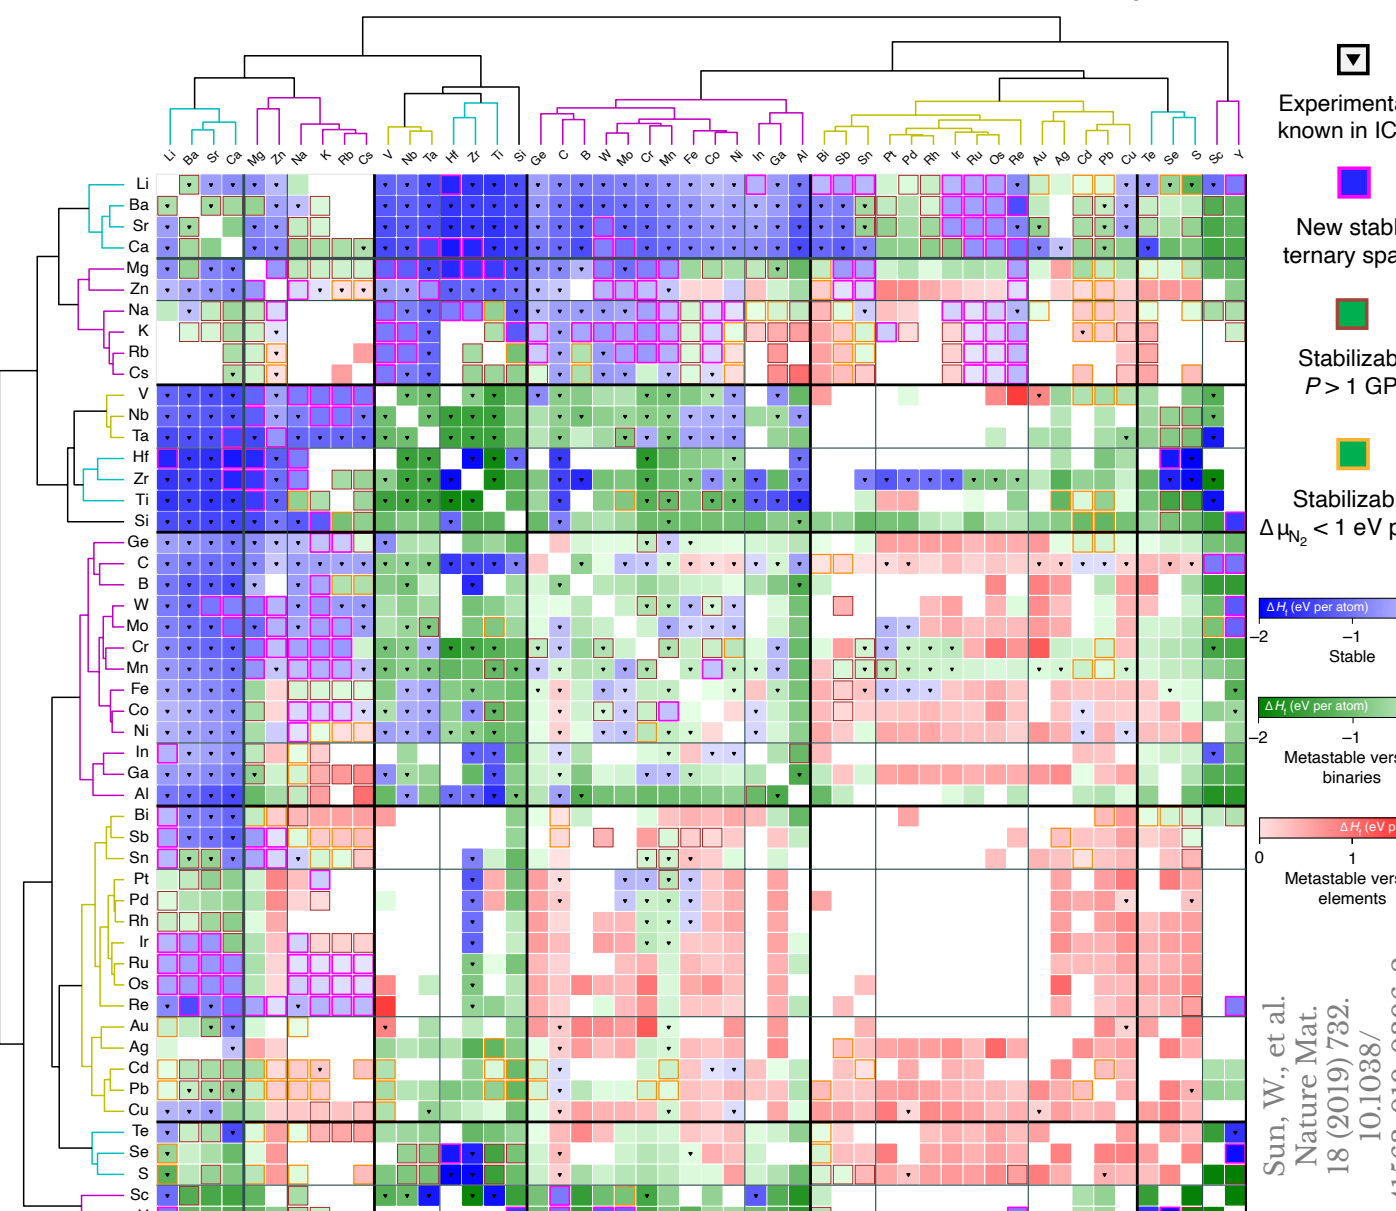 Li Ba Sr Ca Mg Zn Na K Rb Cs V Nb Ta Hf Zr Ti Si Ge C B W Mo Cr Mn Fe Co Ni In Ga Al Bi Sb Sn Pt Pd Rh Ir Ru Os Re Au Ag Cd Pb Cu Te Se S Sc Y
Li
Ba
Sr
Ca
Mg
Zn
Na
K
Rb
Cs
V
Nb
Ta
Hf
Zr
Ti
Si
Ge
C
B
W
Mo
Cr
Mn
Fe
Co
Ni
In
Ga
Al
Bi
Sb
Sn
Pt
Pd
Rh
Ir
Ru
Os
Re
Au
Ag
Cd
Pb
Cu
Te
Se
S
Sc
Experimenta
known in IC
New stabl
ternary spa
Stabilizab
P > 1 GP
Stabilizab
Δ μN2 < 1 eV p
ΔHf (eV per atom)
–2 –1
Stable
ΔHf (eV per atom)
–2 –1
Metastable vers
binaries
ΔHf (eV p
0 1
Metastable vers
elements
Sun, W., et al.
Nature Mat.
18 (2019) 732.
10.1038/